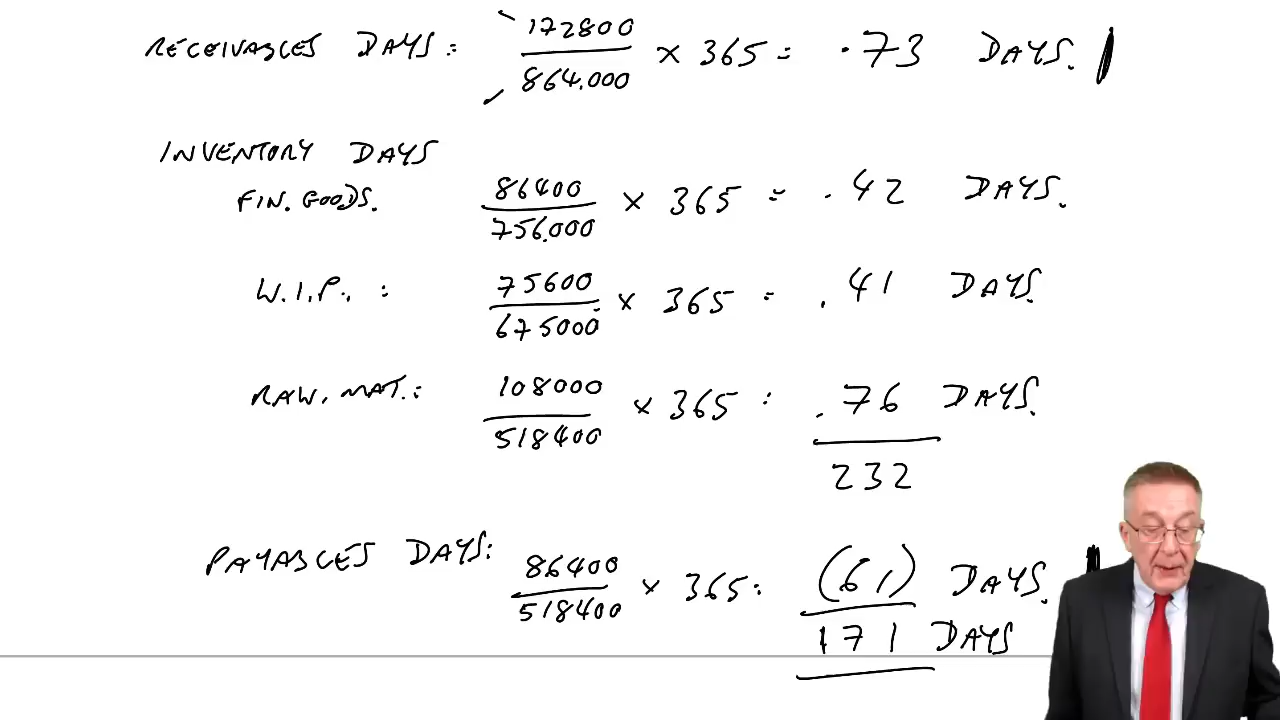 RECEIVABLES DAYS: 172800/864.000 × 365 = .73 DAYS.
INVENTORY DAYS
FIN. GOODS. 86400/756.000 × 365 = .42 DAYS.
W.I.P. : 75600/675000 × 365 = .41 DAYS.
RAW. MAT.: 108000/518400 × 365 : .76 DAYS.
232
PAYABLES DAYS: 86400/518400 × 365: (61) DAYS.
171 DAYS